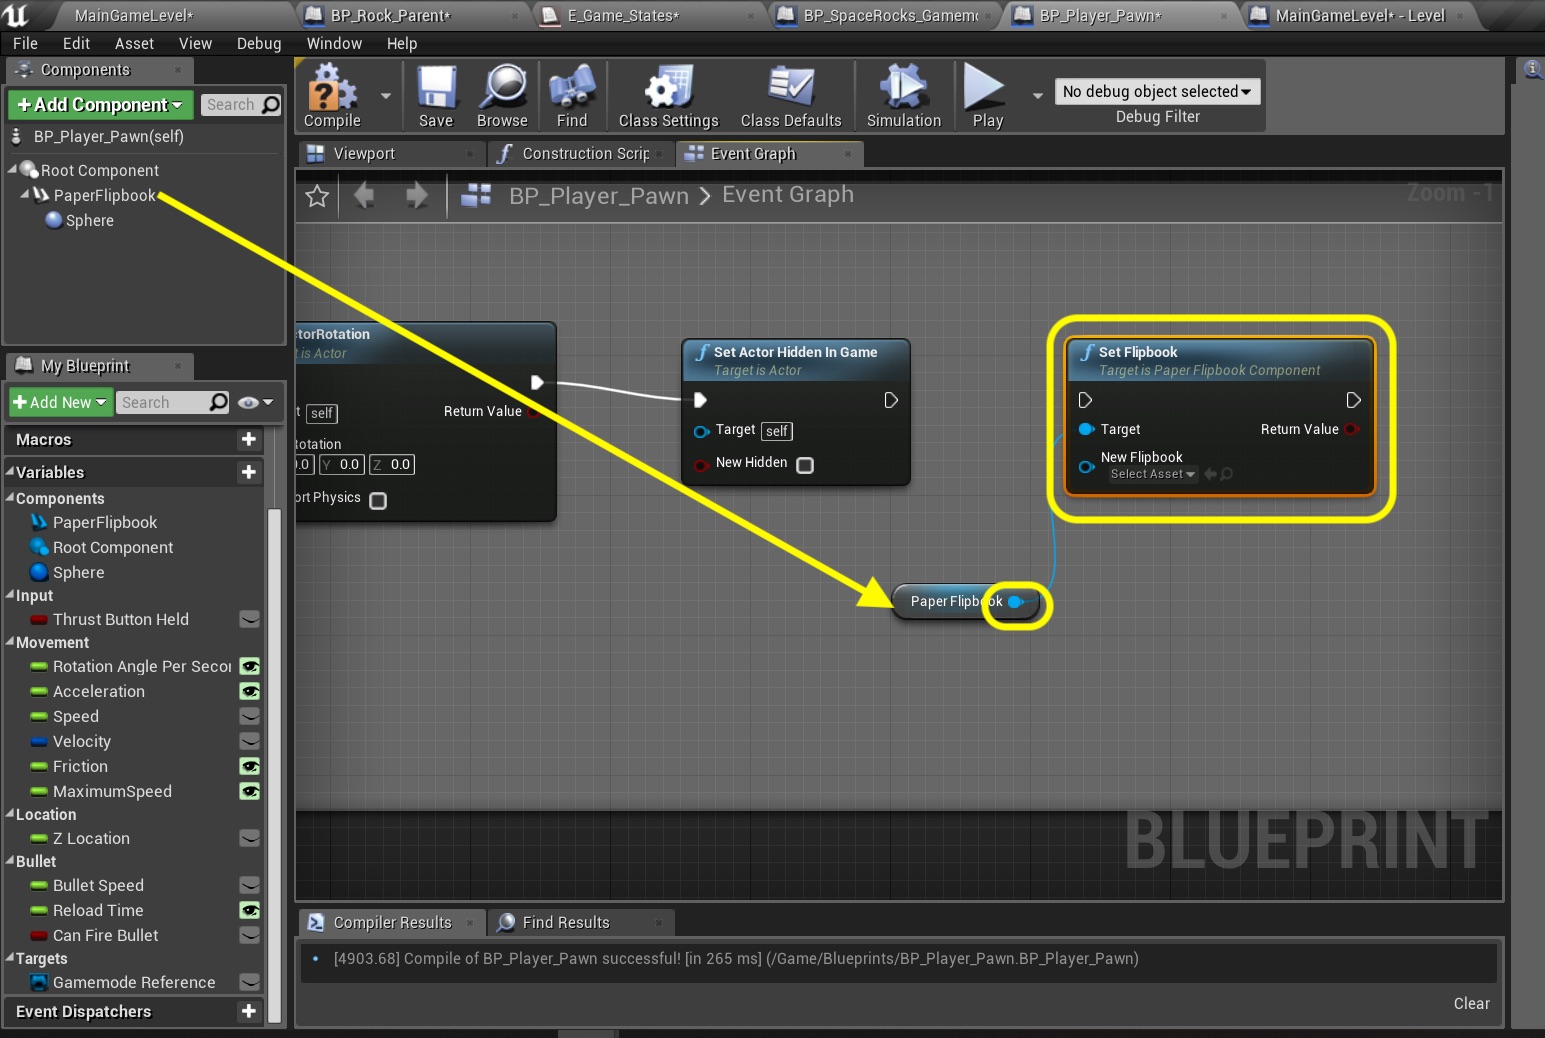 MainGameLevel*
BP_Rock_Parent*
E_Game_States*
BP_SpaceRocks_Gamem
BP_Player_Pawn*
MainGameLevel* - Level
File Edit Asset View Debug Window Help
Components
+Add Component
Search
BP_Player_Pawn(self)
Root Component
PaperFlipbook
Sphere
Compile
Save
Browse
Find
Class Settings
Class Defaults
Simulation
Play
No debug object selected
Debug Filter
Viewport
Construction Scrip
Event Graph
BP_Player_Pawn > Event Graph
Zoom -1
torRotation
t is Actor
t self
Return Value
Rotation
0.0 Y 0.0 Z 0.0
ort Physics
Set Actor Hidden In Game
Target is Actor
Target self
New Hidden
Set Flipbook
Target is Paper Flipbook Component
Target
Return Value
New Flipbook
Select Asset
Paper Flipbook
BLUEPRINT
My Blueprint
+Add New
Search
Macros
Variables
Components
PaperFlipbook
Root Component
Sphere
Input
Thrust Button Held
Movement
Rotation Angle Per Secon
Acceleration
Speed
Velocity
Friction
MaximumSpeed
Location
Z Location
Bullet
Bullet Speed
Reload Time
Can Fire Bullet
Targets
Gamemode Reference
Event Dispatchers
Compiler Results
Find Results
[4903.68] Compile of BP_Player_Pawn successful! [in 265 ms] (/Game/Blueprints/BP_Player_Pawn.BP_Player_Pawn)
Clear